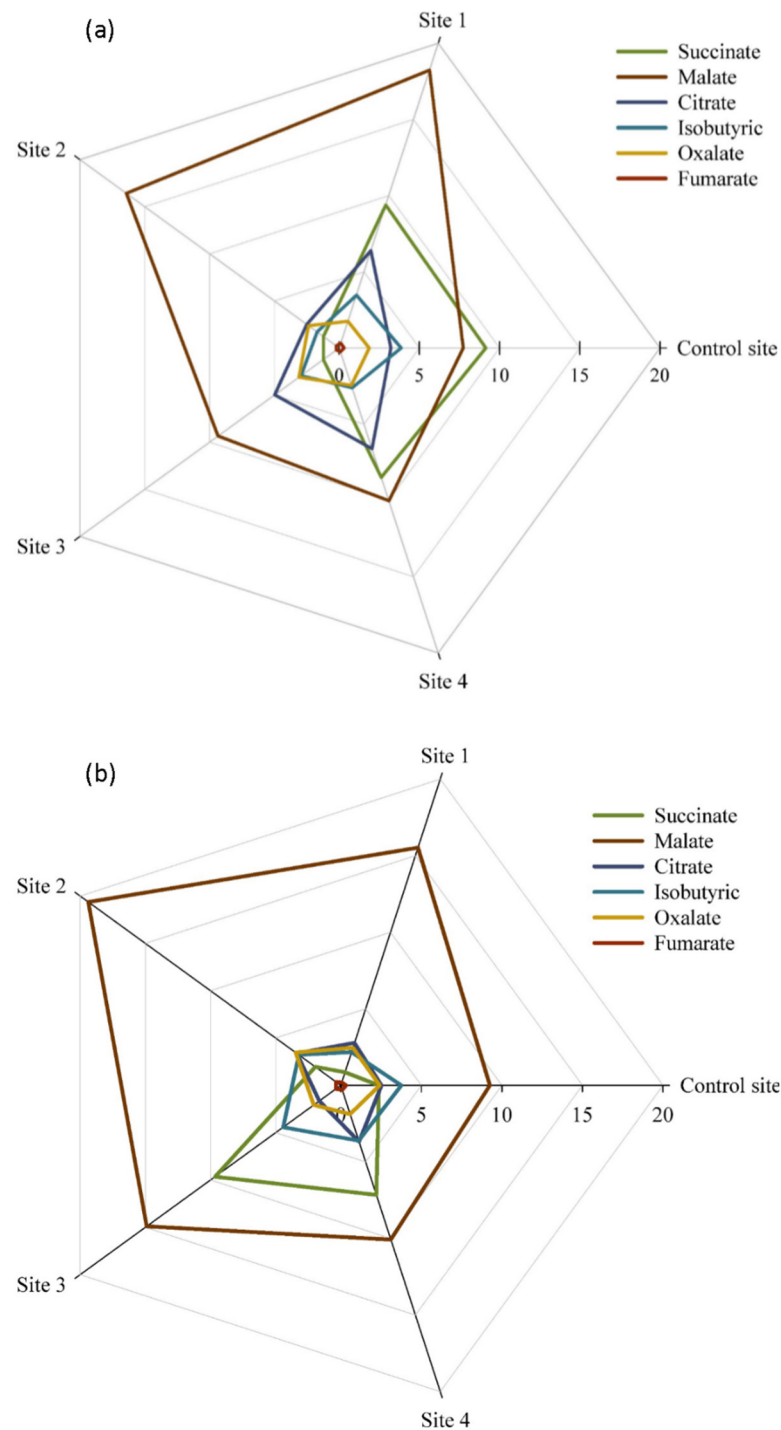 (a)
Site 1
Succinate
Malate
Citrate
Isobutyric
Oxalate
Fumarate
Site 2
Control site
0 5 10 15 20
Site 3
Site 4
(b)
Site 1
Succinate
Malate
Citrate
Isobutyric
Oxalate
Fumarate
Site 2
Control site
0 5 10 15 20
Site 3
Site 4